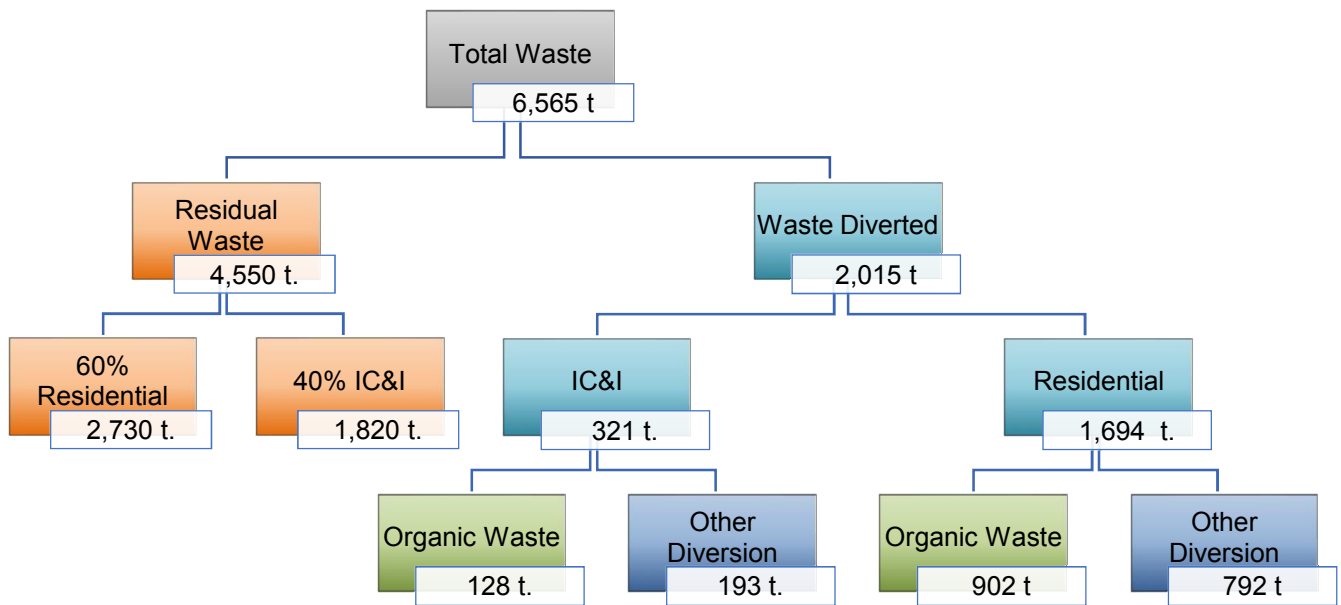 Total Waste
6,565 t
Residual
Waste
4,550 t.
Waste Diverted
2,015 t
60%
Residential
2,730 t.
40% IC&I
1,820 t.
IC&I
321 t.
Residential
1,694 t.
Organic Waste
128 t.
Other
Diversion
193 t.
Organic Waste
902 t
Other
Diversion
792 t